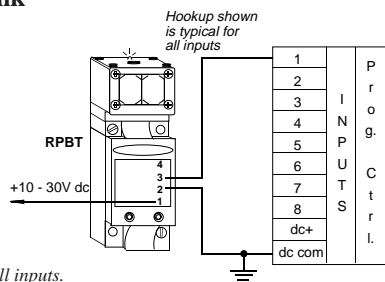 Hookup shown
is typical for
all inputs
RPBT
4
3
2
1
+10 - 30V dc
1
2
3
4
5
6
7
8
dc+
dc com
INPUTS
Prog. Ctrl.
all inputs.